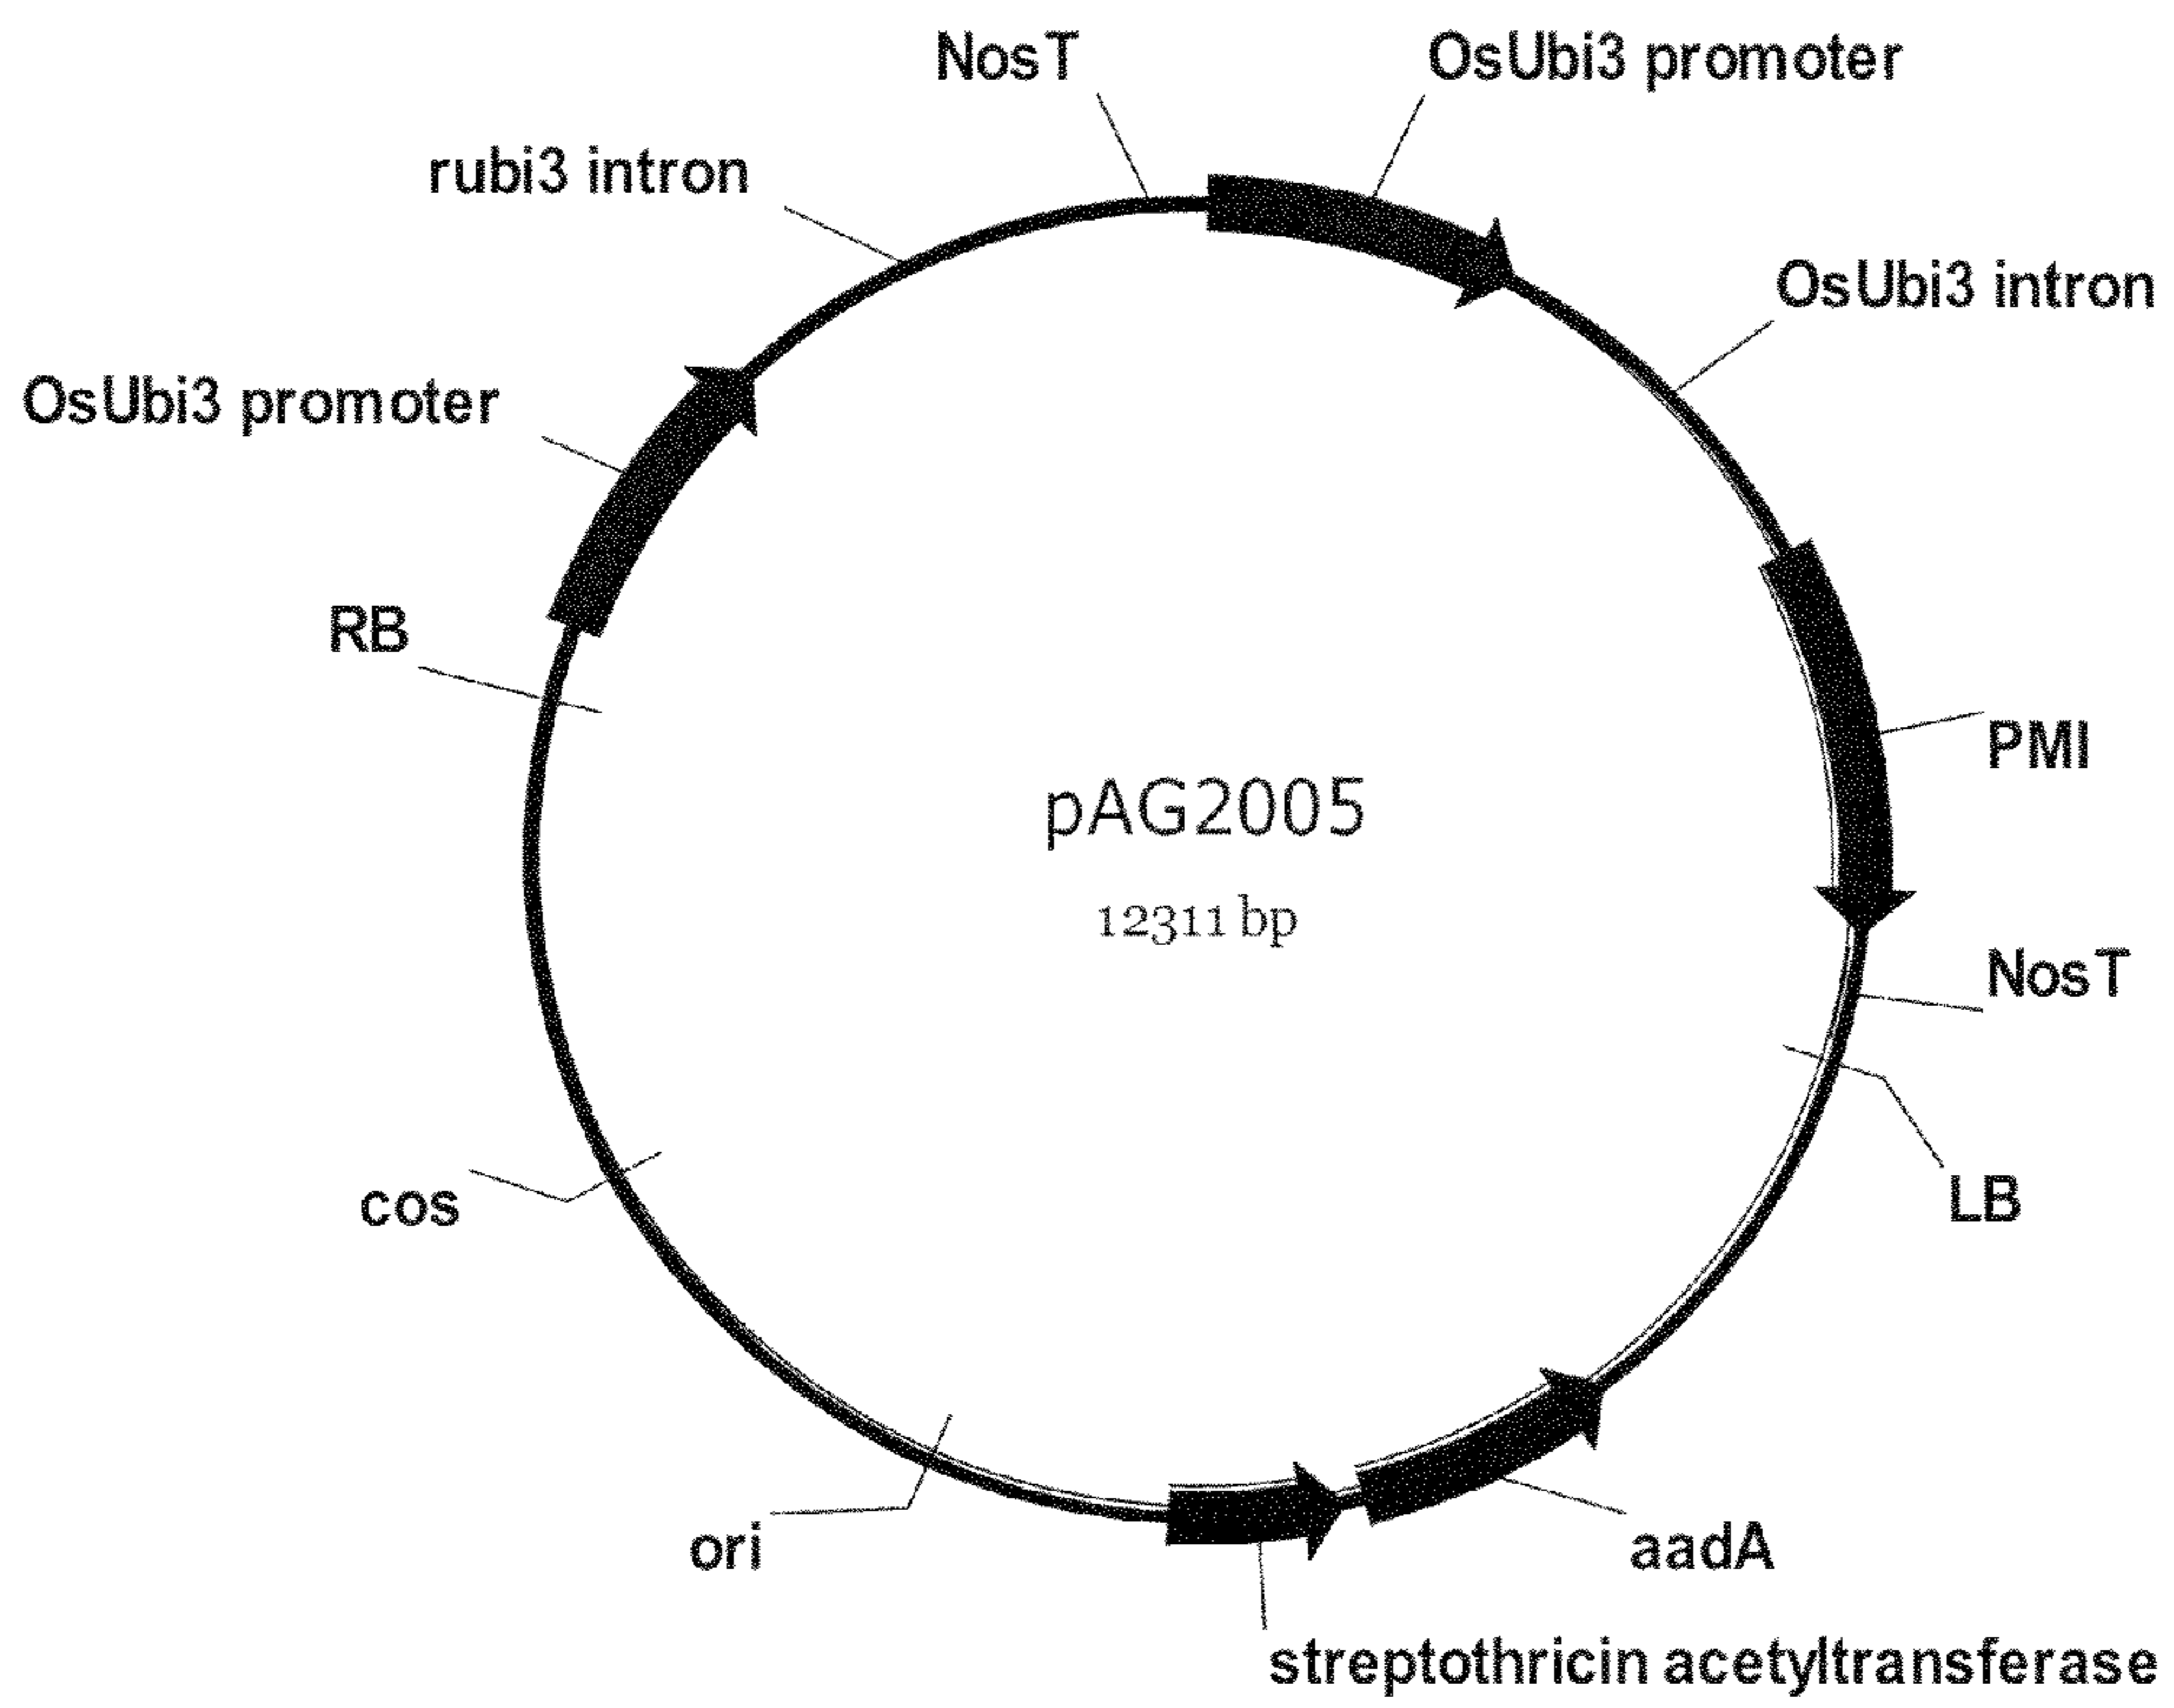 NosT
OsUbi3 promoter
rubi3 intron
OsUbi3 intron
OsUbi3 promoter
RB
PMI
pAG2005
12311 bp
NosT
LB
cos
ori
aadA
streptothricin acetyltransferase